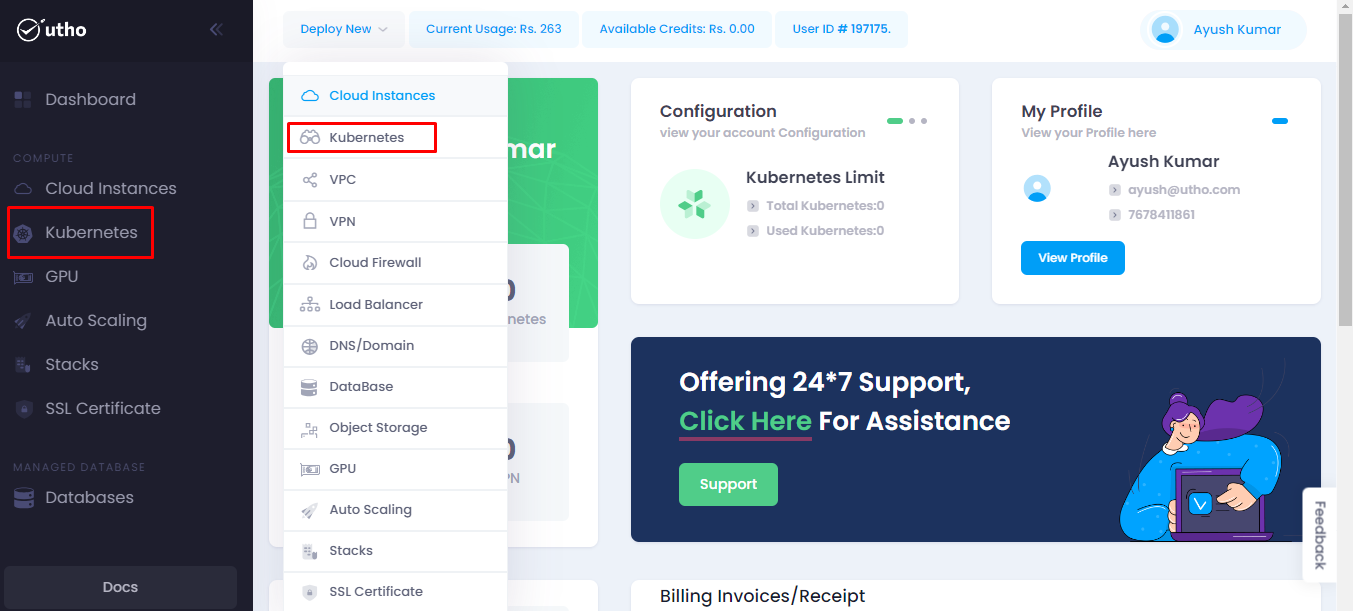 utho
Deploy New
Current Usage: Rs. 263
Available Credits: Rs. 0.00
User ID # 197175.
Ayush Kumar
Dashboard
COMPUTE
Cloud Instances
Kubernetes
GPU
Auto Scaling
Stacks
SSL Certificate
MANAGED DATABASE
Databases
Docs
Cloud Instances
Kubernetes
VPC
VPN
Cloud Firewall
Load Balancer
DNS/Domain
DataBase
Object Storage
GPU
Auto Scaling
Stacks
SSL Certificate
mar
netes
PN
Configuration
view your account Configuration
Kubernetes Limit
Total Kubernetes:0
Used Kubernetes:0
My Profile
View your Profile here
Ayush Kumar
ayush@utho.com
7678411861
View Profile
Offering 24*7 Support,
Click Here For Assistance
Support
Feedback
Billing Invoices/Receipt